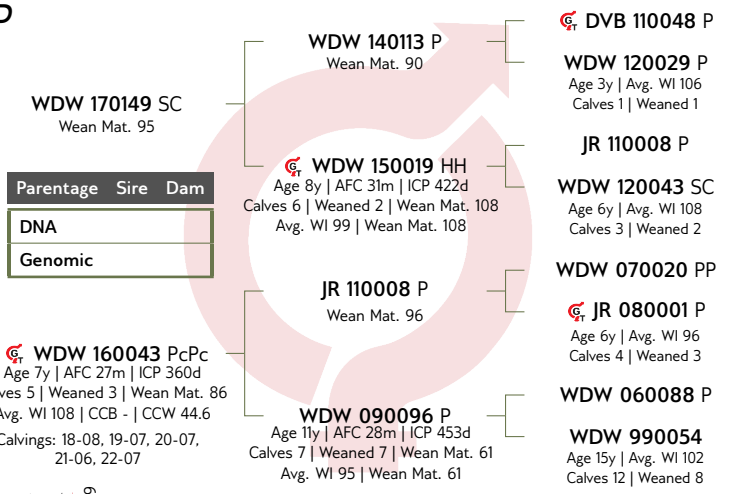 D
DVB 110048 P
WDW 140113 P
Wean Mat. 90
WDW 120029 P
Age 3y | Avg. WI 106
Calves 1 | Weaned 1
WDW 170149 SC
Wean Mat. 95
JR 110008 P
WDW 150019 HH
Age 8y | AFC 31m | ICP 422d
Calves 6 | Weaned 2 | Wean Mat. 108
Avg. WI 99 | Wean Mat. 108
WDW 120043 SC
Age 6y | Avg. WI 108
Calves 3 | Weaned 2
Parentage Sire Dam
DNA
Genomic
WDW 070020 PP
JR 110008 P
Wean Mat. 96
JR 080001 P
Age 6y | Avg. WI 96
Calves 4 | Weaned 3
WDW 160043 PcPc
Age 7y | AFC 27m | ICP 360d
ves 5 | Weaned 3 | Wean Mat. 86
Avg. WI 108 | CCB - | CCW 44.6
Calvings: 18-08, 19-07, 20-07,
21-06, 22-07
WDW 060088 P
WDW 090096 P
Age 11y | AFC 28m | ICP 453d
Calves 7 | Weaned 7 | Wean Mat. 61
Avg. WI 95 | Wean Mat. 61
WDW 990054
Age 15y | Avg. WI 102
Calves 12 | Weaned 8